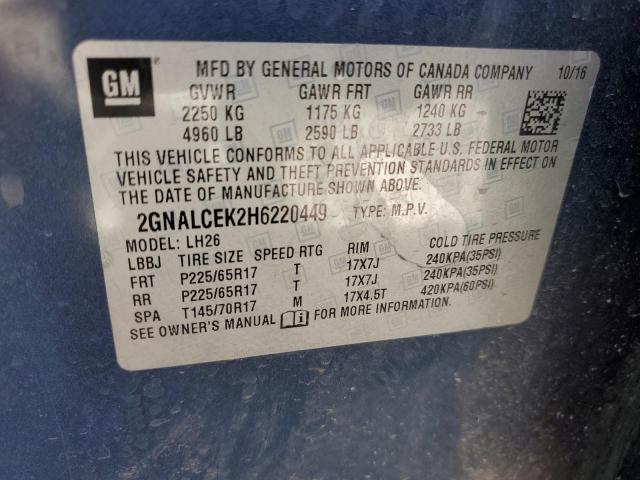 GM
MFD BY GENERAL MOTORS OF CANADA COMPANY 10/16
GVWR GAWR FRT GAWR RR
2250 KG 1175 KG 1240 KG
4960 LB 2590 LB 2733 LB
THIS VEHICLE CONFORMS TO ALL APPLICABLE U.S. FEDERAL MOTOR
VEHICLE SAFETY AND THEFT PREVENTION STANDARDS IN EFFECT ON
THE DATE OF MANUFACTURE SHOWN ABOVE.
2GNALCEK2H6220449 TYPE: M.P.V.
MODEL: LH26
LBBJ TIRE SIZE SPEED RTG RIM COLD TIRE PRESSURE
FRT P225/65R17 T 17X7J 240KPA(35PSI)
RR P225/65R17 T 17X7J 240KPA(35PSI)
SPA T145/70R17 M 17X4.5T 420KPA(60PSI)
SEE OWNER'S MANUAL FOR MORE INFORMATION.